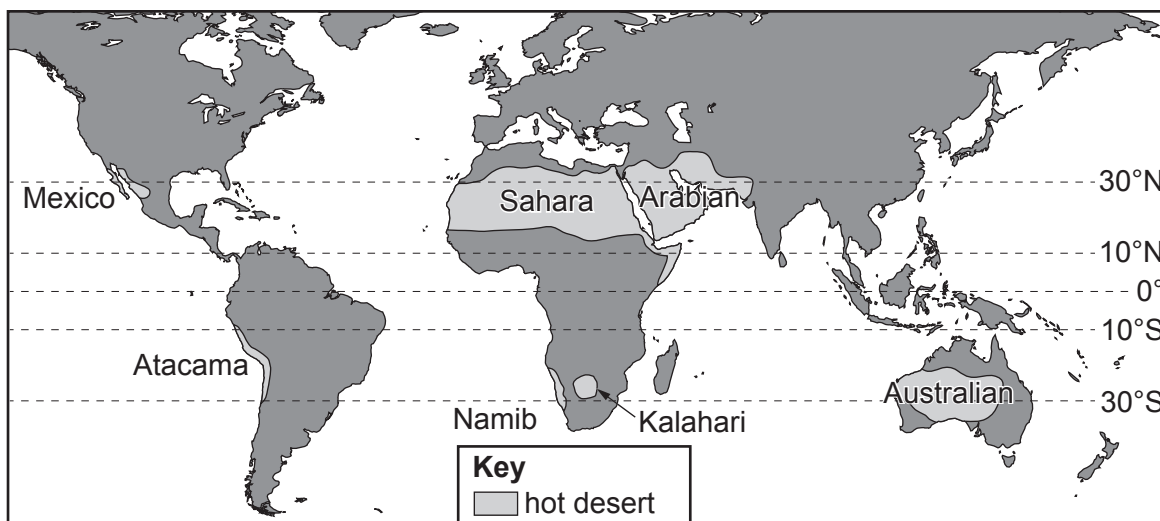 Mexico
30°N
Sahara
Arabian
10°N
0°
10°S
Atacama
Australian
30°S
Namib
Kalahari
Key
hot desert